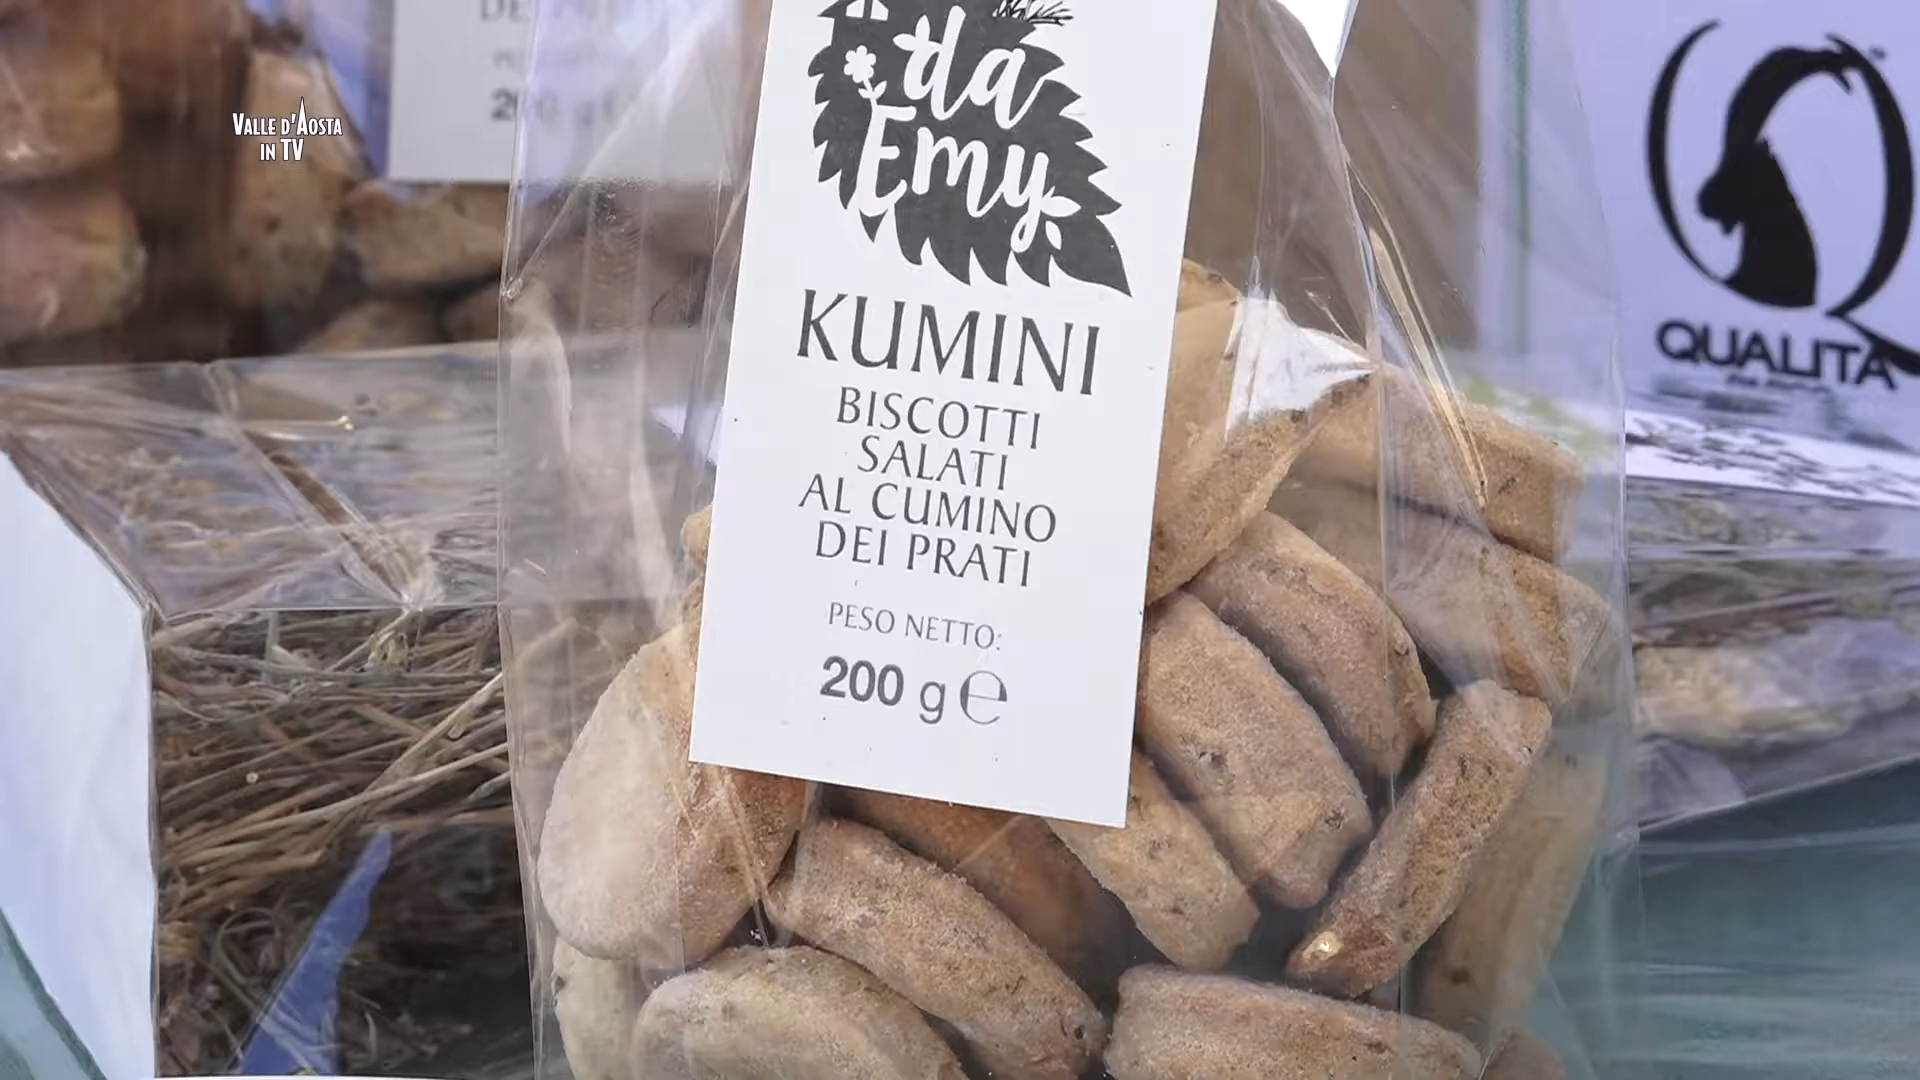 VALLE D'AOSTA
IN TV
da
Emy
KUMINI
BISCOTTI
SALATI
AL CUMINO
DEI PRATI
PESO NETTO:
200 g ℮
QUALITÀ